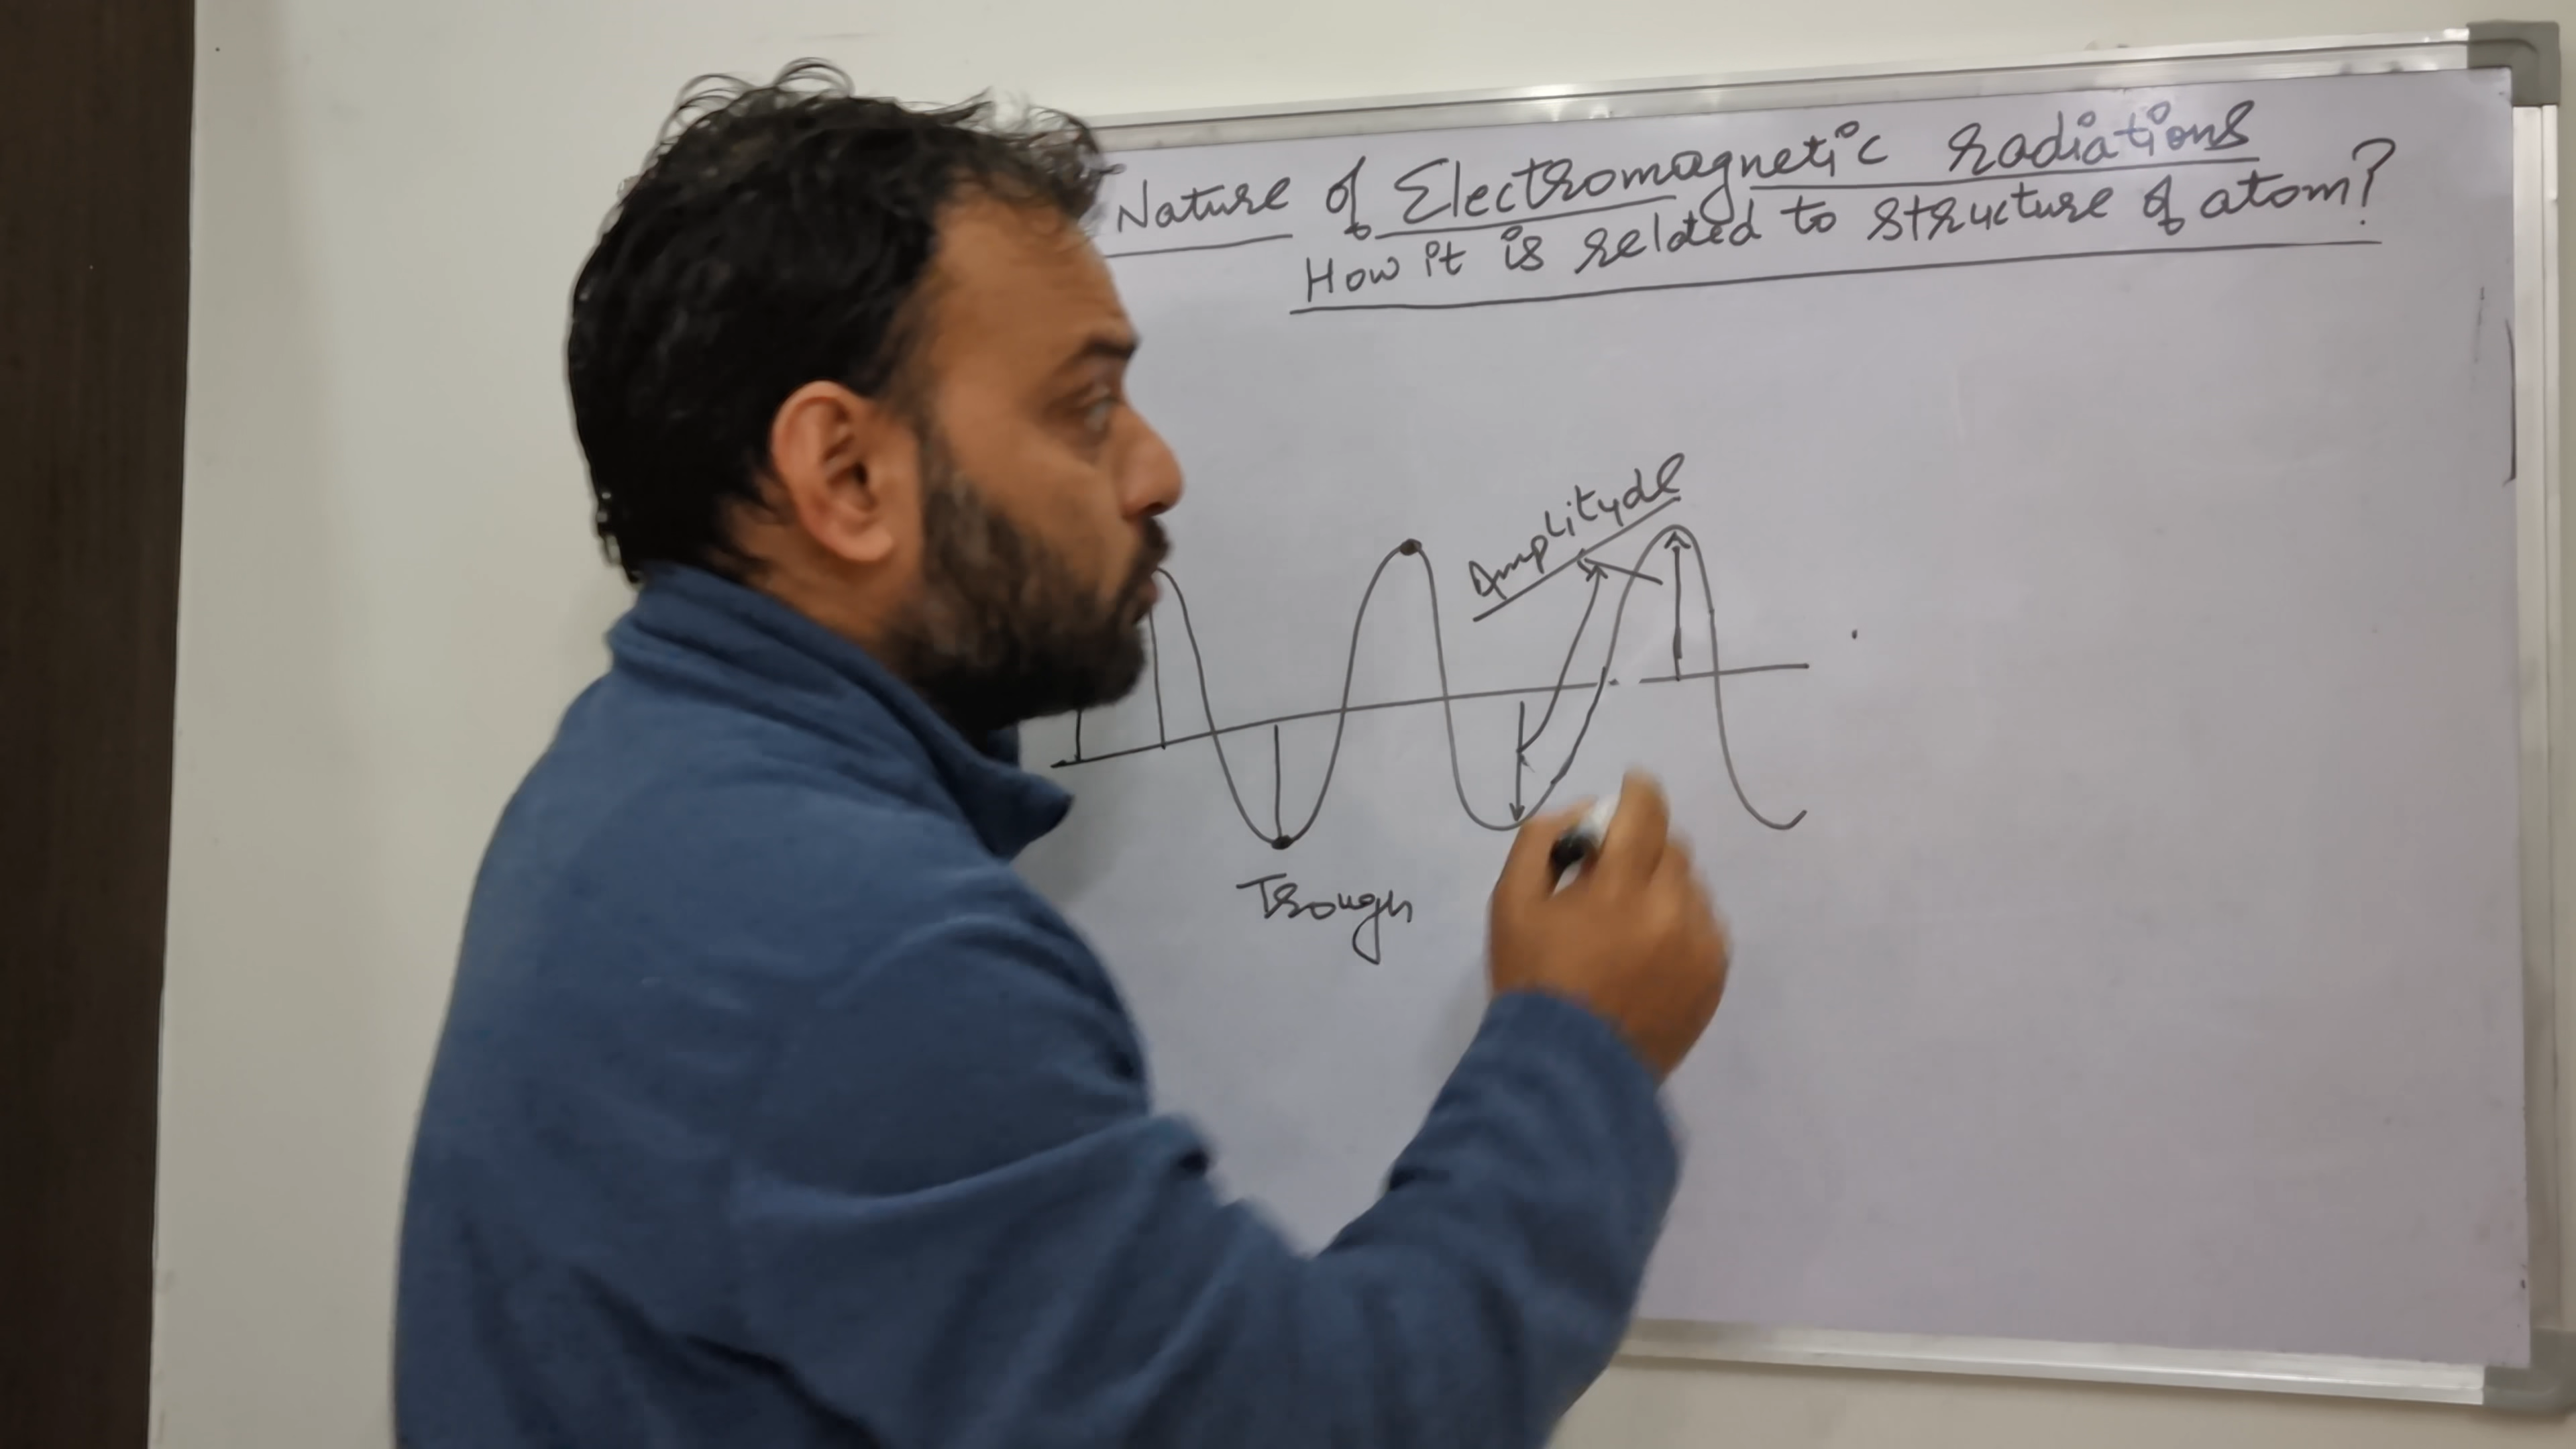 Nature of Electromagnetic radiations
How it is related to structure of atom?
Amplitude
Trough